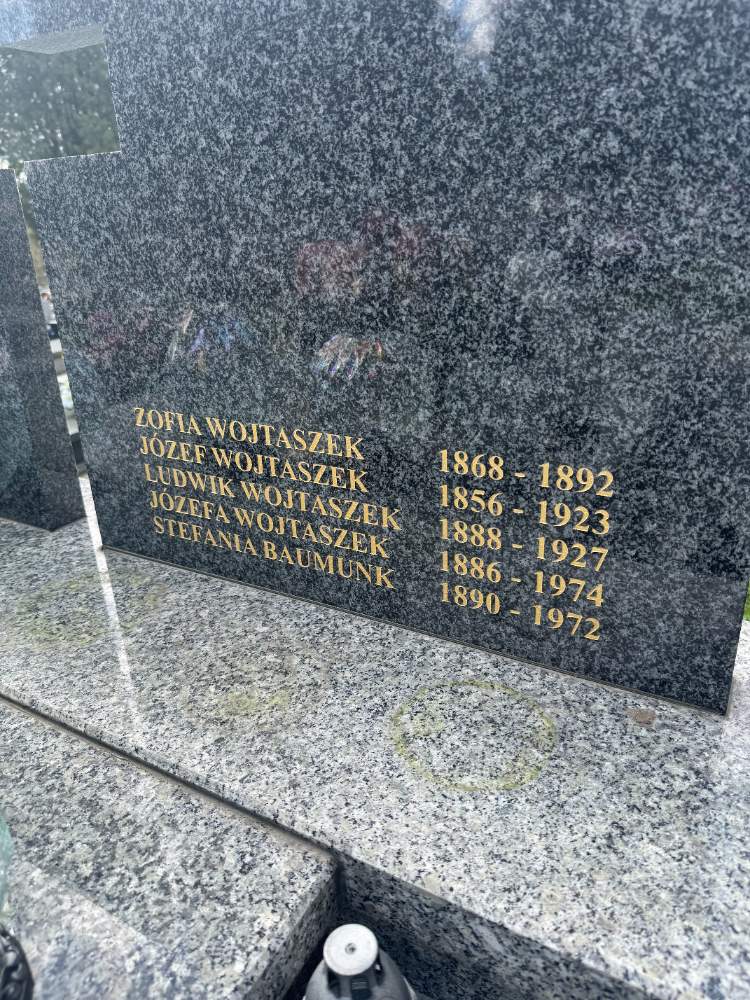 ZOFIA WOJTASZEK 1868 - 1892
JÓZEF WOJTASZEK 1856 - 1923
LUDWIK WOJTASZEK 1888 - 1927
JÓZEFA WOJTASZEK 1886 - 1974
STEFANIA BAUMUNK 1890 - 1972